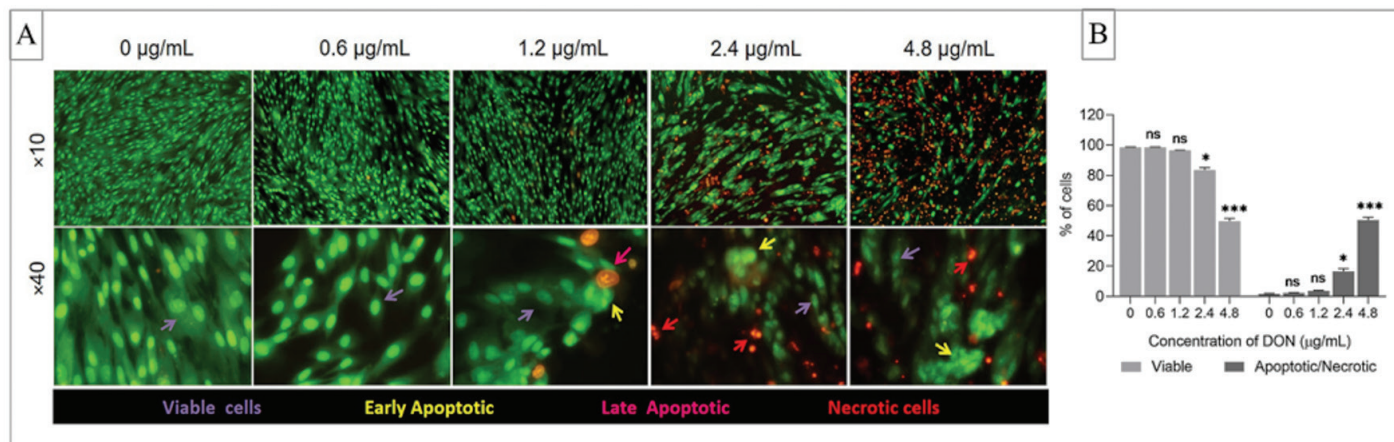 A
0 µg/mL 0.6 µg/mL 1.2 µg/mL 2.4 µg/mL 4.8 µg/mL
×10
×40
Viable cells Early Apoptotic Late Apoptotic Necrotic cells
B
% of cells
120
100
80
60
40
20
0
ns ns * *** ns ns * ***
0 0.6 1.2 2.4 4.8 0 0.6 1.2 2.4 4.8
Concentration of DON (µg/mL)
Viable Apoptotic/Necrotic